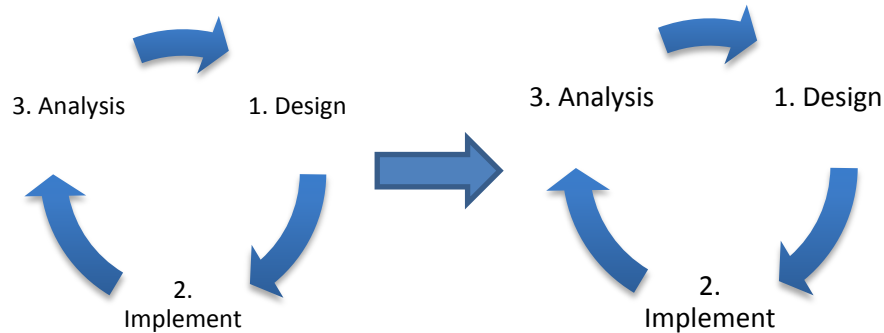 3. Analysis
1. Design
2.
Implement
3. Analysis
1. Design
2.
Implement